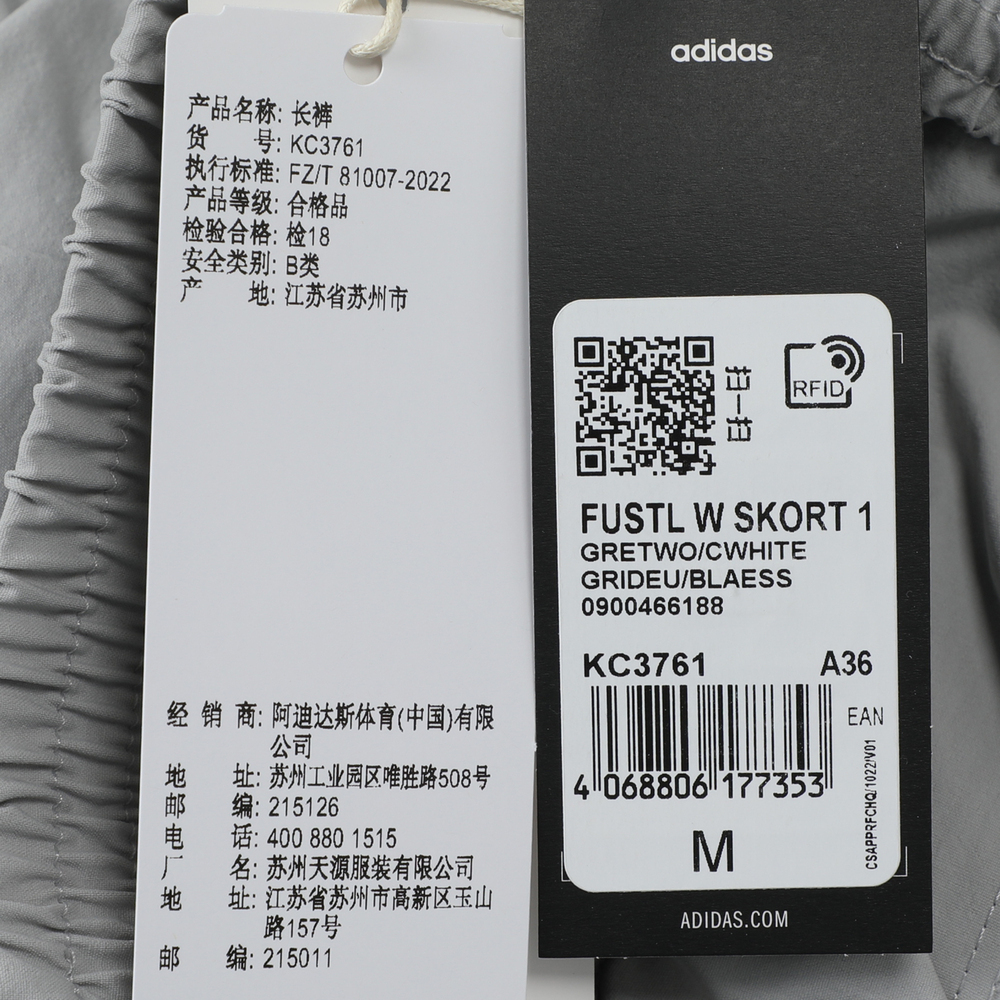 产品名称: 长裤
货 号: KC3761
执行标准: FZ/T 81007-2022
产品等级: 合格品
检验合格: 检18
安全类别: B类
产 地: 江苏省苏州市
经 销 商: 阿迪达斯体育(中国)有限
公司
地 址: 苏州工业园区唯胜路508号
邮 编: 215126
电 话: 400 880 1515
厂 名: 苏州天源服装有限公司
地 址: 江苏省苏州市高新区玉山
路157号
邮 编: 215011
adidas
扫一扫
RFID
FUSTL W SKORT 1
GRETWO/CWHITE
GRIDEU/BLAESS
0900466188
KC3761 A36
EAN
4 068806 177353
CSAPPRFCHQ/1022/V01
M
ADIDAS.COM